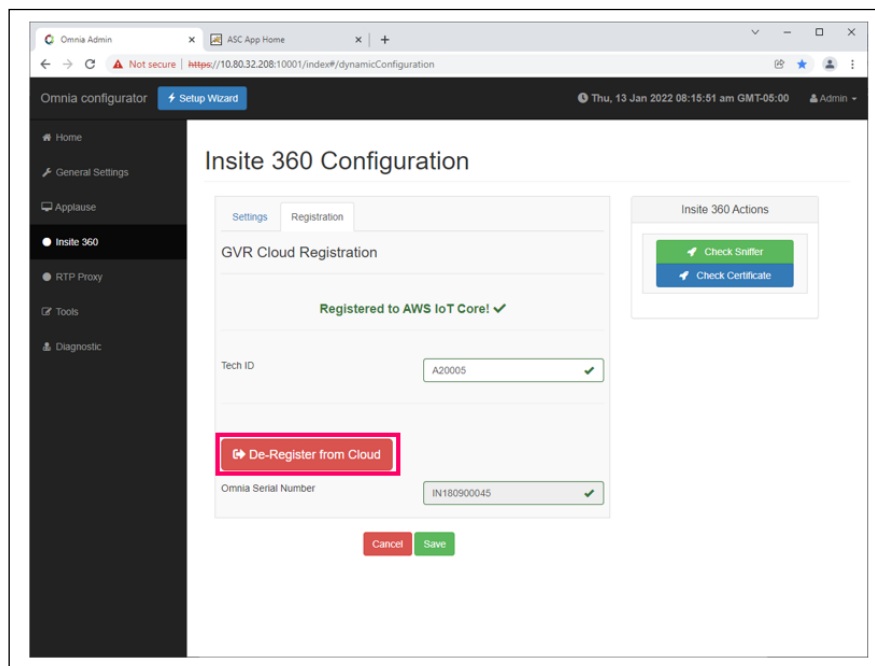 Omnia Admin
ASC App Home
Not secure
https://10.80.32.208:10001/index#/dynamicConfiguration
Omnia configurator
Setup Wizard
Thu, 13 Jan 2022 08:15:51 am GMT-05:00
Admin
Home
General Settings
Applause
Insite 360
RTP Proxy
Tools
Diagnostic
Insite 360 Configuration
Settings
Registration
GVR Cloud Registration
Registered to AWS IoT Core!
Tech ID
A20005
De-Register from Cloud
Omnia Serial Number
IN180900045
Cancel
Save
Insite 360 Actions
Check Sniffer
Check Certificate